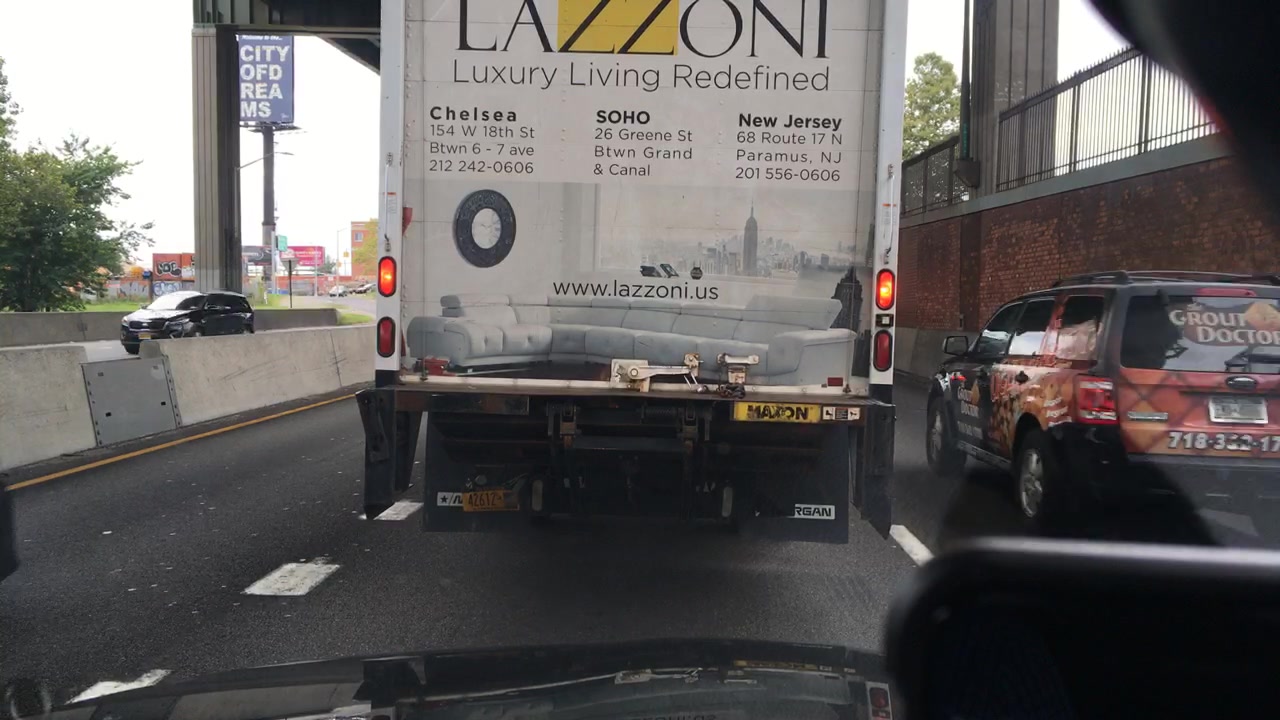 CITY
OFD
REA
MS
LAZZONI
Luxury Living Redefined
Chelsea
154 W 18th St
Btwn 6 - 7 ave
212 242-0606
SOHO
26 Greene St
Btwn Grand
& Canal
New Jersey
68 Route 17 N
Paramus, NJ
201 556-0606
www.lazzoni.us
MAXON
42612
GROUT
DOCTOR